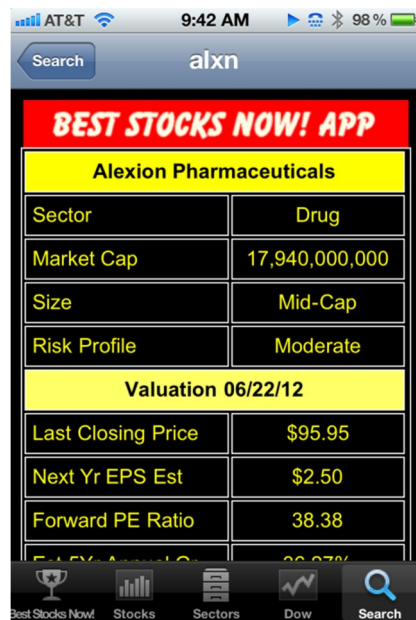 AT&T 9:42 AM 98%
Search alxn
BEST STOCKS NOW! APP
Alexion Pharmaceuticals
Sector Drug
Market Cap 17,940,000,000
Size Mid-Cap
Risk Profile Moderate
Valuation 06/22/12
Last Closing Price $95.95
Next Yr EPS Est $2.50
Forward PE Ratio 38.38
Best Stocks Now! Stocks Sectors Dow Search